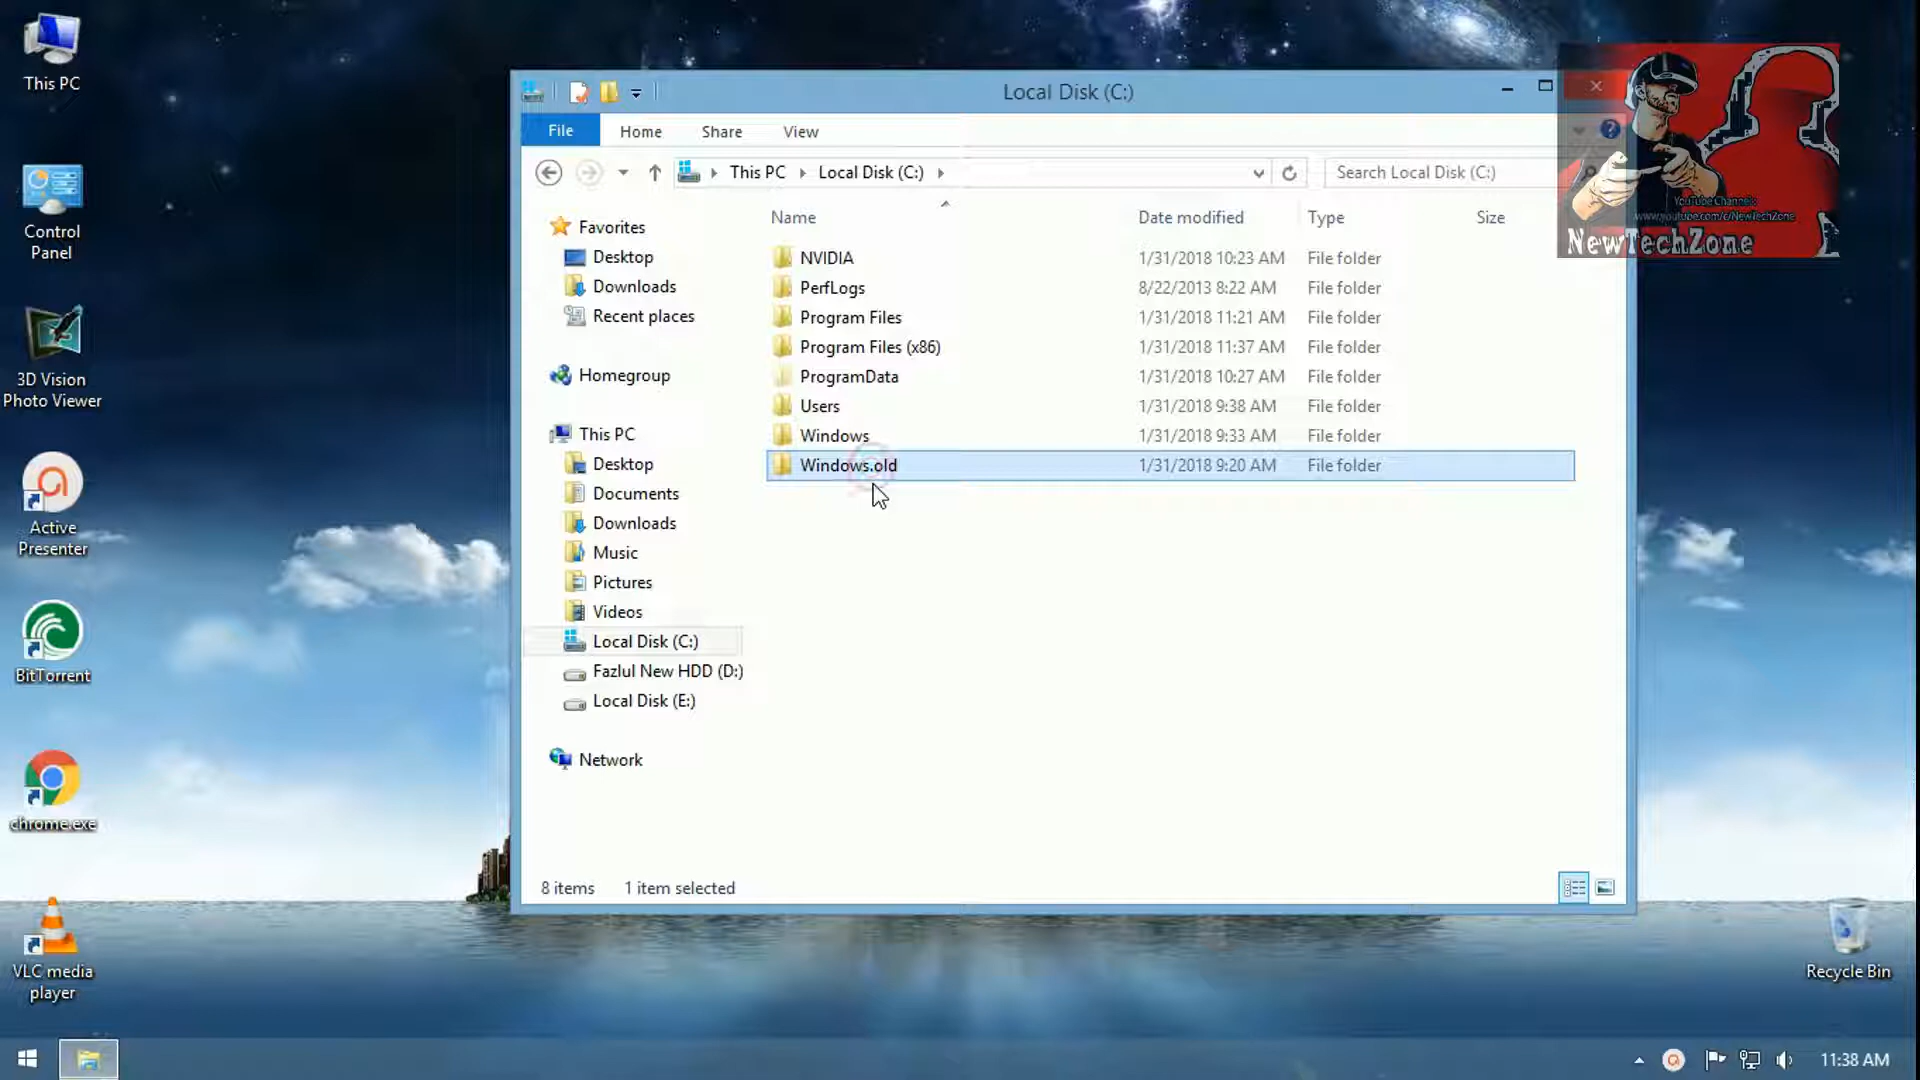 This PC
Control
Panel
3D Vision
Photo Viewer
Active
Presenter
BitTorrent
chrome.exe
VLC media
player
Local Disk (C:)
File Home Share View
This PC Local Disk (C:)
Search Local Disk (C:)
Favorites
Desktop
Downloads
Recent places
Homegroup
This PC
Desktop
Documents
Downloads
Music
Pictures
Videos
Local Disk (C:)
Fazlul New HDD (D:)
Local Disk (E:)
Network
Name Date modified Type Size
NVIDIA 1/31/2018 10:23 AM File folder
PerfLogs 8/22/2013 8:22 AM File folder
Program Files 1/31/2018 11:21 AM File folder
Program Files (x86) 1/31/2018 11:37 AM File folder
ProgramData 1/31/2018 10:27 AM File folder
Users 1/31/2018 9:38 AM File folder
Windows 1/31/2018 9:33 AM File folder
Windows.old 1/31/2018 9:20 AM File folder
8 items 1 item selected
YouTube Channel:
www.youtube.com/c/NewTechZone
NewTechZone
Recycle Bin
11:38 AM